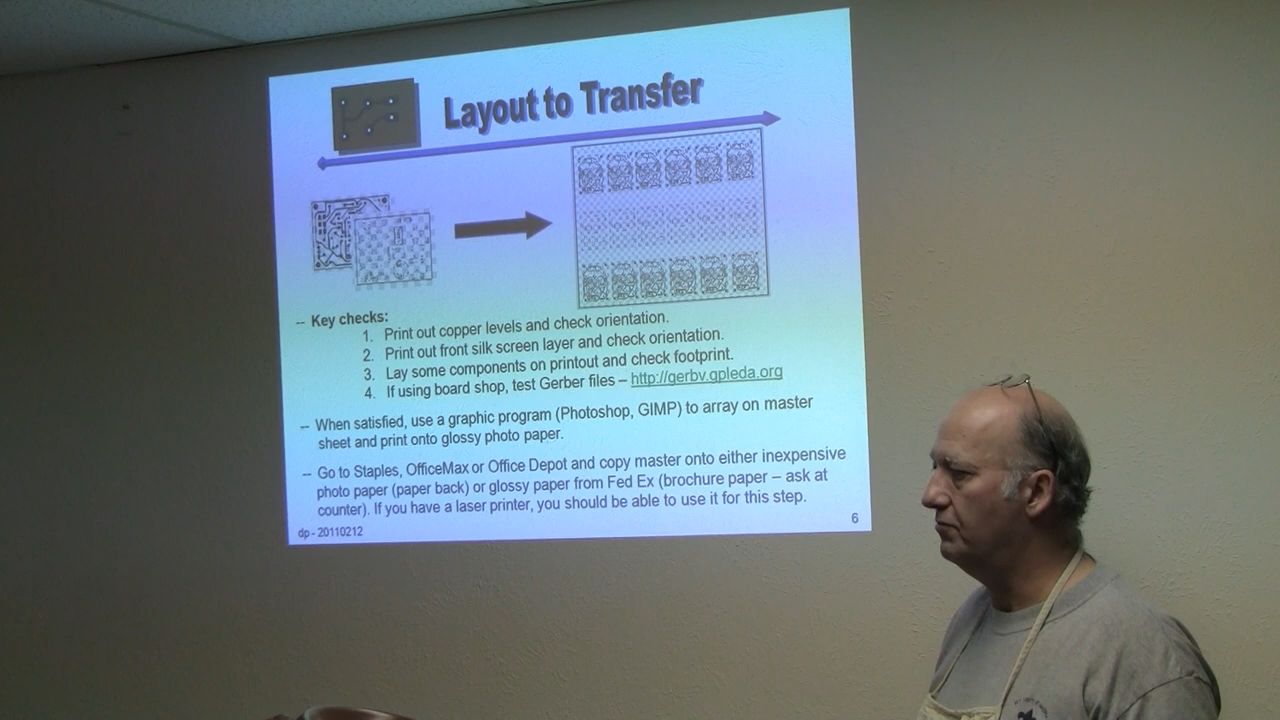 Layout to Transfer
-- Key checks:
1. Print out copper levels and check orientation.
2. Print out front silk screen layer and check orientation.
3. Lay some components on printout and check footprint.
4. If using board shop, test Gerber files – http://gerbv.gpleda.org
-- When satisfied, use a graphic program (Photoshop, GIMP) to array on master
sheet and print onto glossy photo paper.
-- Go to Staples, OfficeMax or Office Depot and copy master onto either inexpensive
photo paper (paper back) or glossy paper from Fed Ex (brochure paper – ask at
counter). If you have a laser printer, you should be able to use it for this step.
dp - 20110212
6